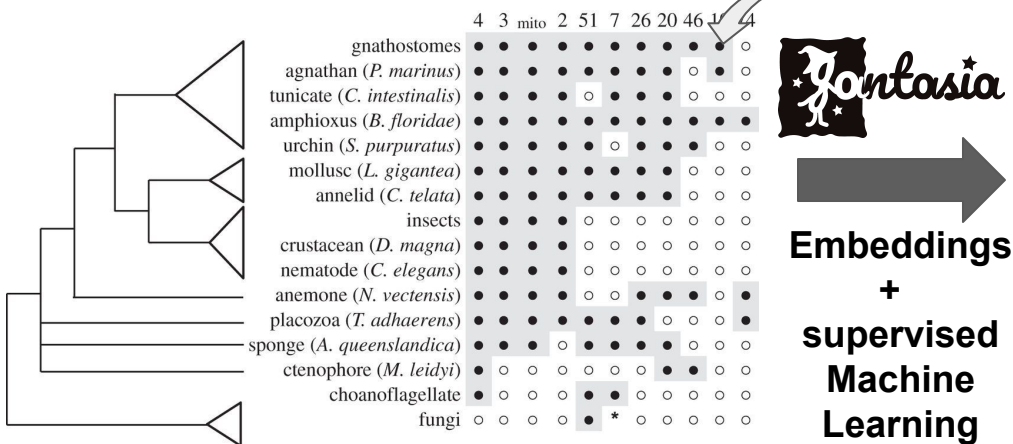 4 3 mito 2 51 7 26 20 46
gnathostomes
agnathan (P. marinus)
tunicate (C. intestinalis)
amphioxus (B. floridae)
urchin (S. purpuratus)
mollusc (L. gigantea)
annelid (C. telata)
insects
crustacean (D. magna)
nematode (C. elegans)
anemone (N. vectensis)
placozoa (T. adhaerens)
sponge (A. queenslandica)
ctenophore (M. leidyi)
choanoflagellate
fungi *
fantasia
Embeddings
+
supervised
Machine
Learning